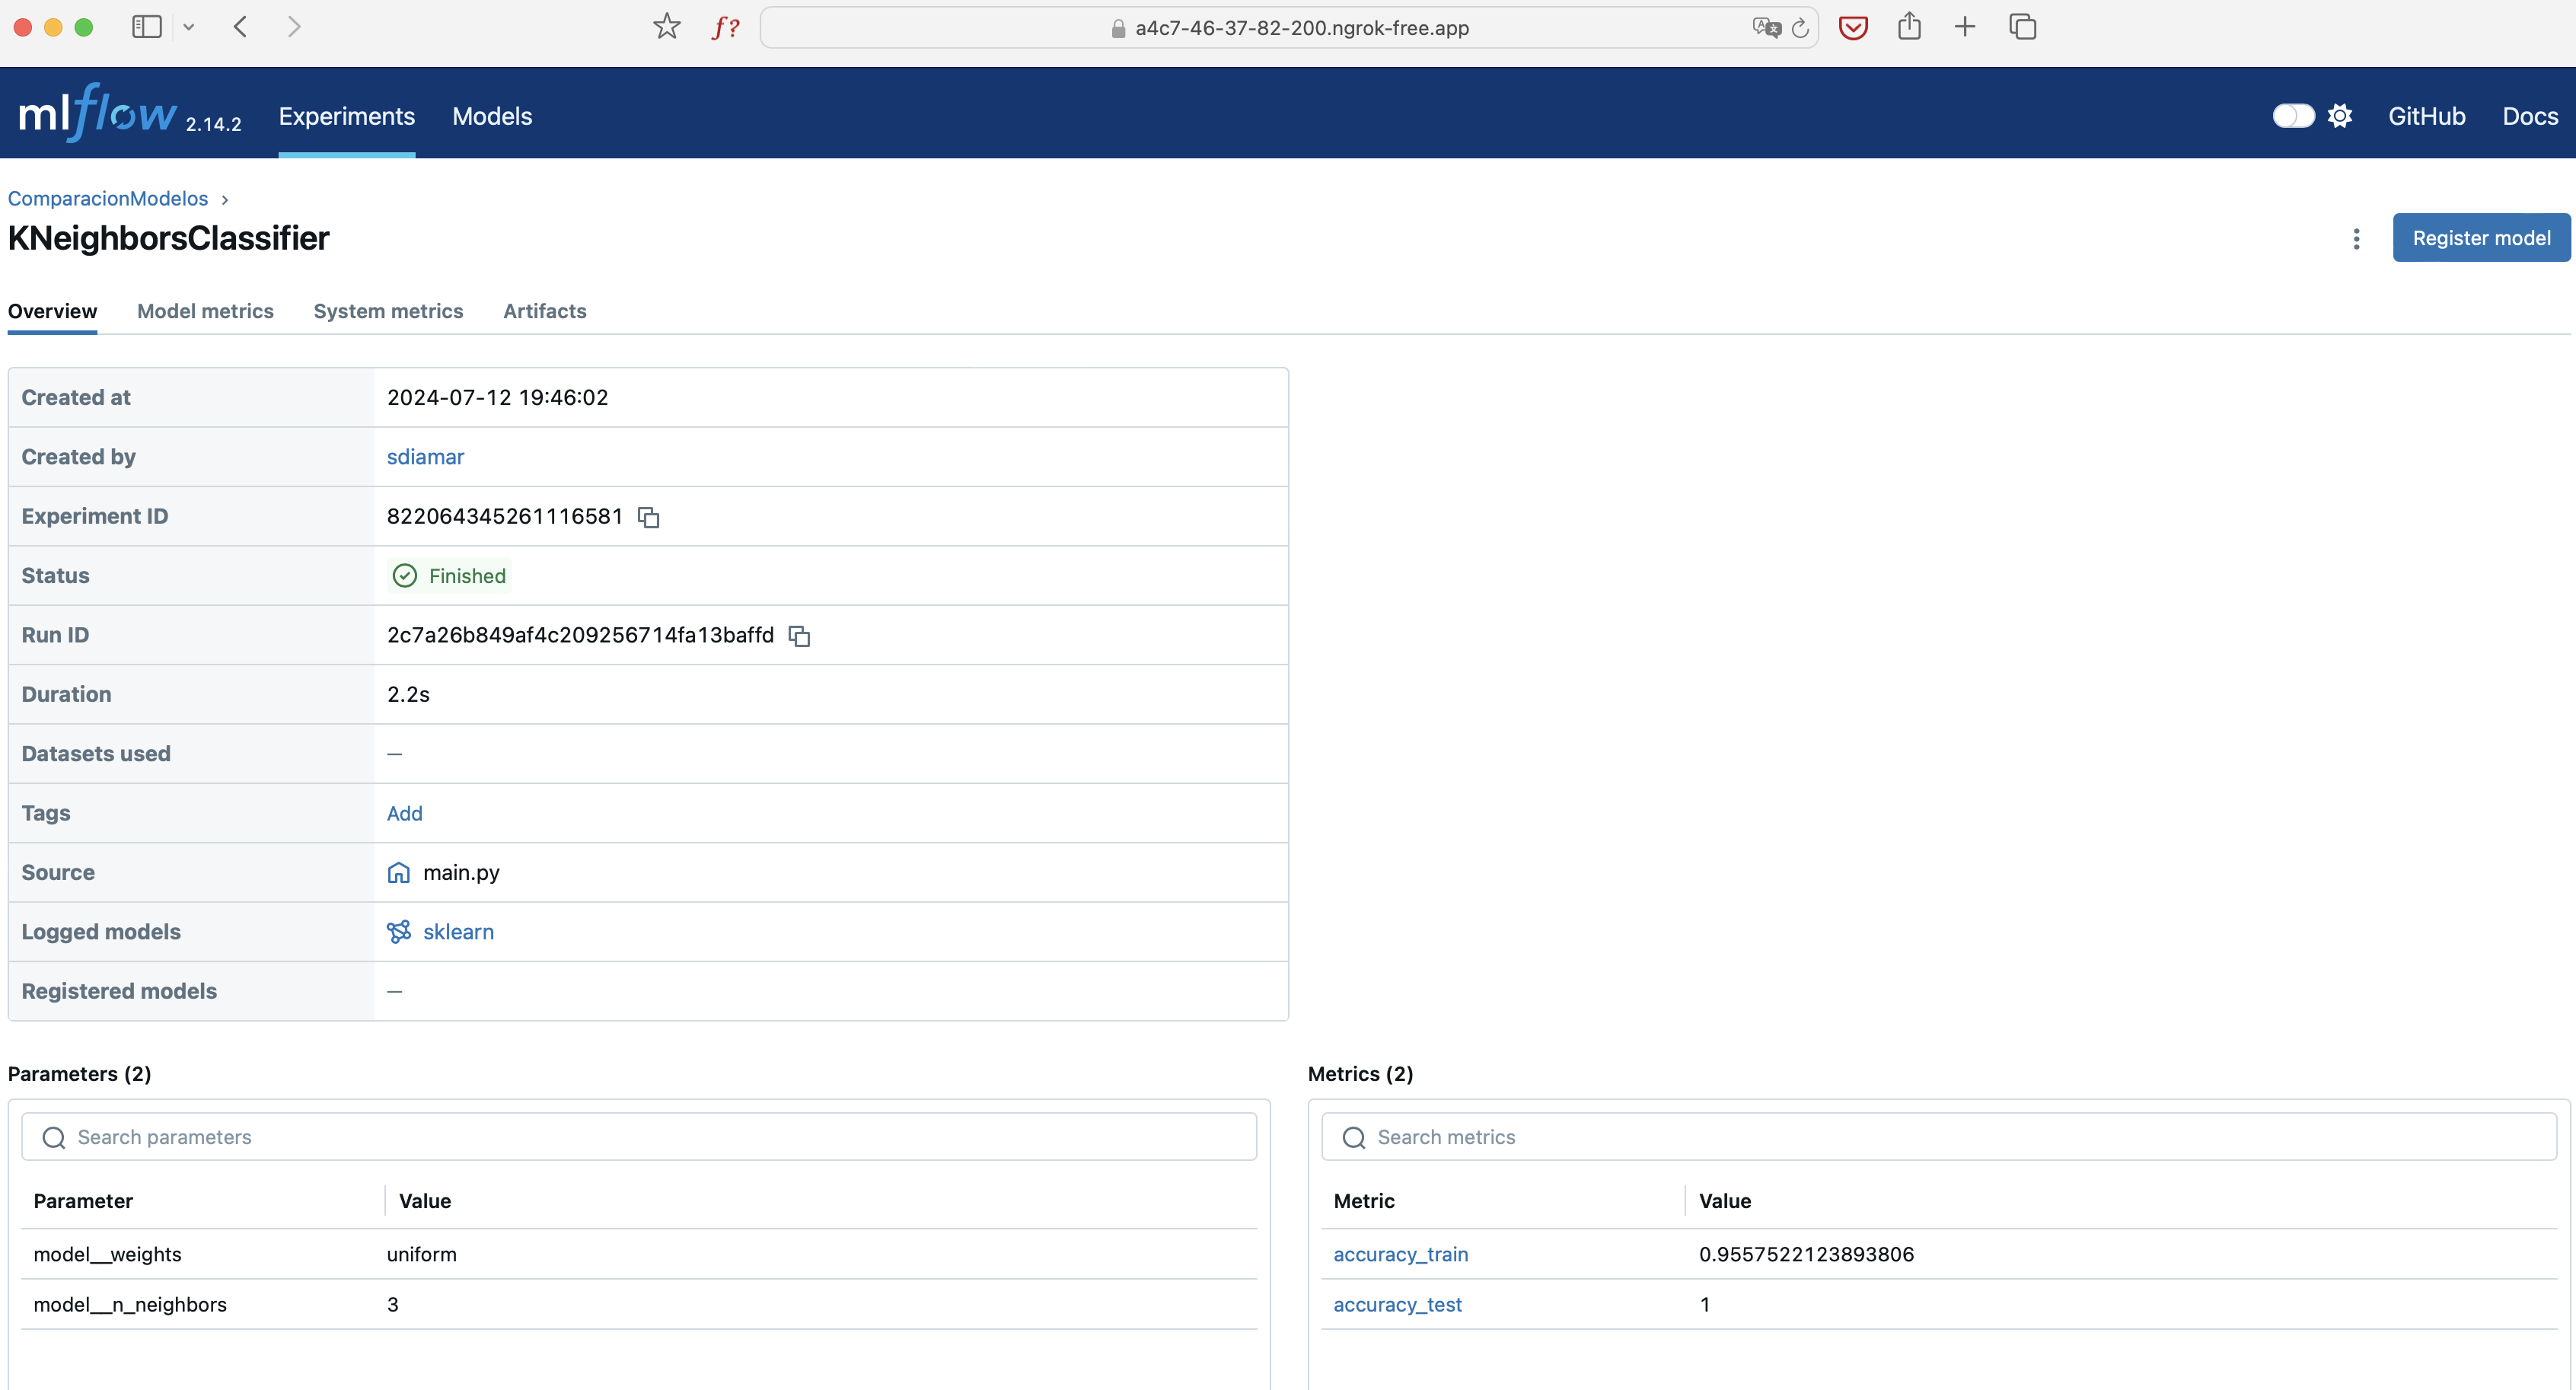 a4c7-46-37-82-200.ngrok-free.app
mlflow 2.14.2 Experiments Models GitHub Docs
ComparacionModelos
KNeighborsClassifier
Register model
Overview Model metrics System metrics Artifacts
Created at 2024-07-12 19:46:02
Created by sdiamar
Experiment ID 822064345261116581
Status Finished
Run ID 2c7a26b849af4c209256714fa13baffd
Duration 2.2s
Datasets used —
Tags Add
Source main.py
Logged models sklearn
Registered models —
Parameters (2)
Search parameters
Parameter Value
model__weights uniform
model__n_neighbors 3
Metrics (2)
Search metrics
Metric Value
accuracy_train 0.9557522123893806
accuracy_test 1